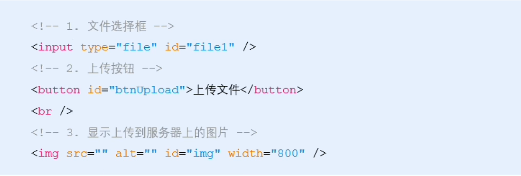 <!-- 1. 文件选择框 -->
<input type="file" id="file1" />
<!-- 2. 上传按钮 -->
<button id="btnUpload">上传文件</button>
<br />
<!-- 3. 显示上传到服务器上的图片 -->
<img src="" alt="" id="img" width="800" />